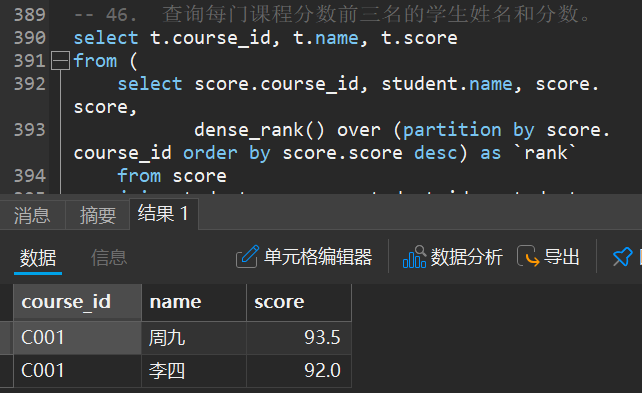 389 -- 46. 查询每门课程分数前三名的学生姓名和分数。
390 select t.course_id, t.name, t.score
391 from (
392 select score.course_id, student.name, score.
score,
393 dense_rank() over (partition by score.
course_id order by score.score desc) as `rank`
394 from score
消息 摘要 结果 1
数据 信息 单元格编辑器 数据分析 导出
course_id name score
C001 周九 93.5
C001 李四 92.0